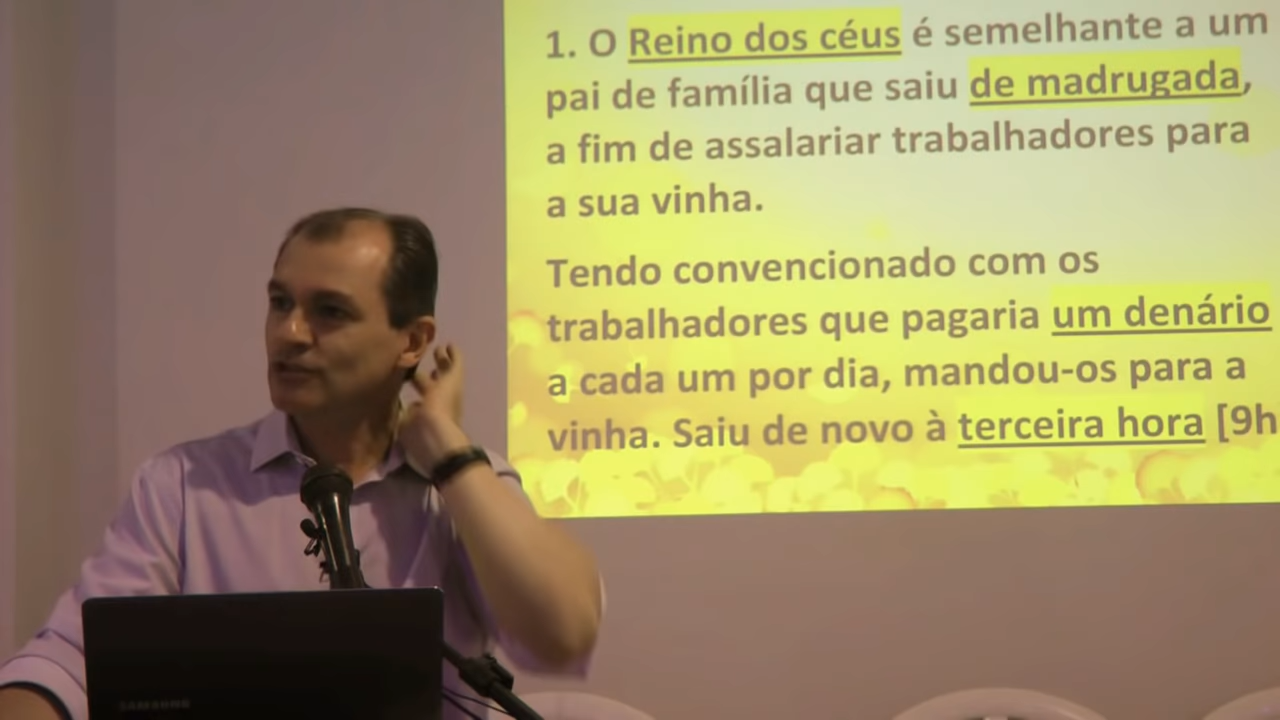 1. O Reino dos céus é semelhante a um
pai de família que saiu de madrugada,
a fim de assalariar trabalhadores para
a sua vinha.
Tendo convencionado com os
trabalhadores que pagaria um denário
a cada um por dia, mandou-os para a
vinha. Saiu de novo à terceira hora [9h
SAMSUNG